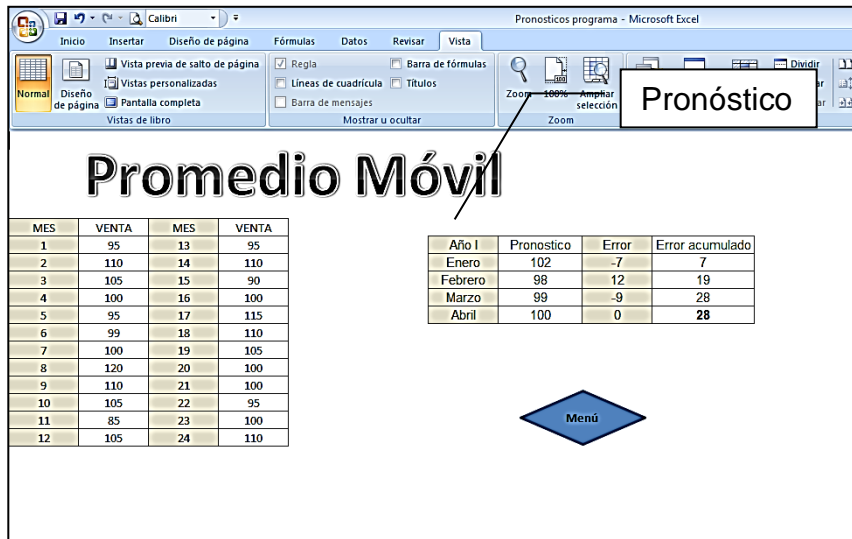 Calibri
Pronosticos programa - Microsoft Excel
Inicio Insertar Diseño de página Fórmulas Datos Revisar Vista
Normal
Diseño de página
Vista previa de salto de página
Vistas personalizadas
Pantalla completa
Vistas de libro
Regla
Líneas de cuadrícula
Barra de mensajes
Barra de fórmulas
Títulos
Mostrar u ocultar
Zoom 100% Ampliar selección
Zoom
Dividir
Pronóstico
Promedio Móvil
MES VENTA MES VENTA
1 95 13 95
2 110 14 110
3 105 15 90
4 100 16 100
5 95 17 115
6 99 18 110
7 100 19 105
8 120 20 100
9 110 21 100
10 105 22 95
11 85 23 100
12 105 24 110
Año I Pronostico Error Error acumulado
Enero 102 -7 7
Febrero 98 12 19
Marzo 99 -9 28
Abril 100 0 28
Menú